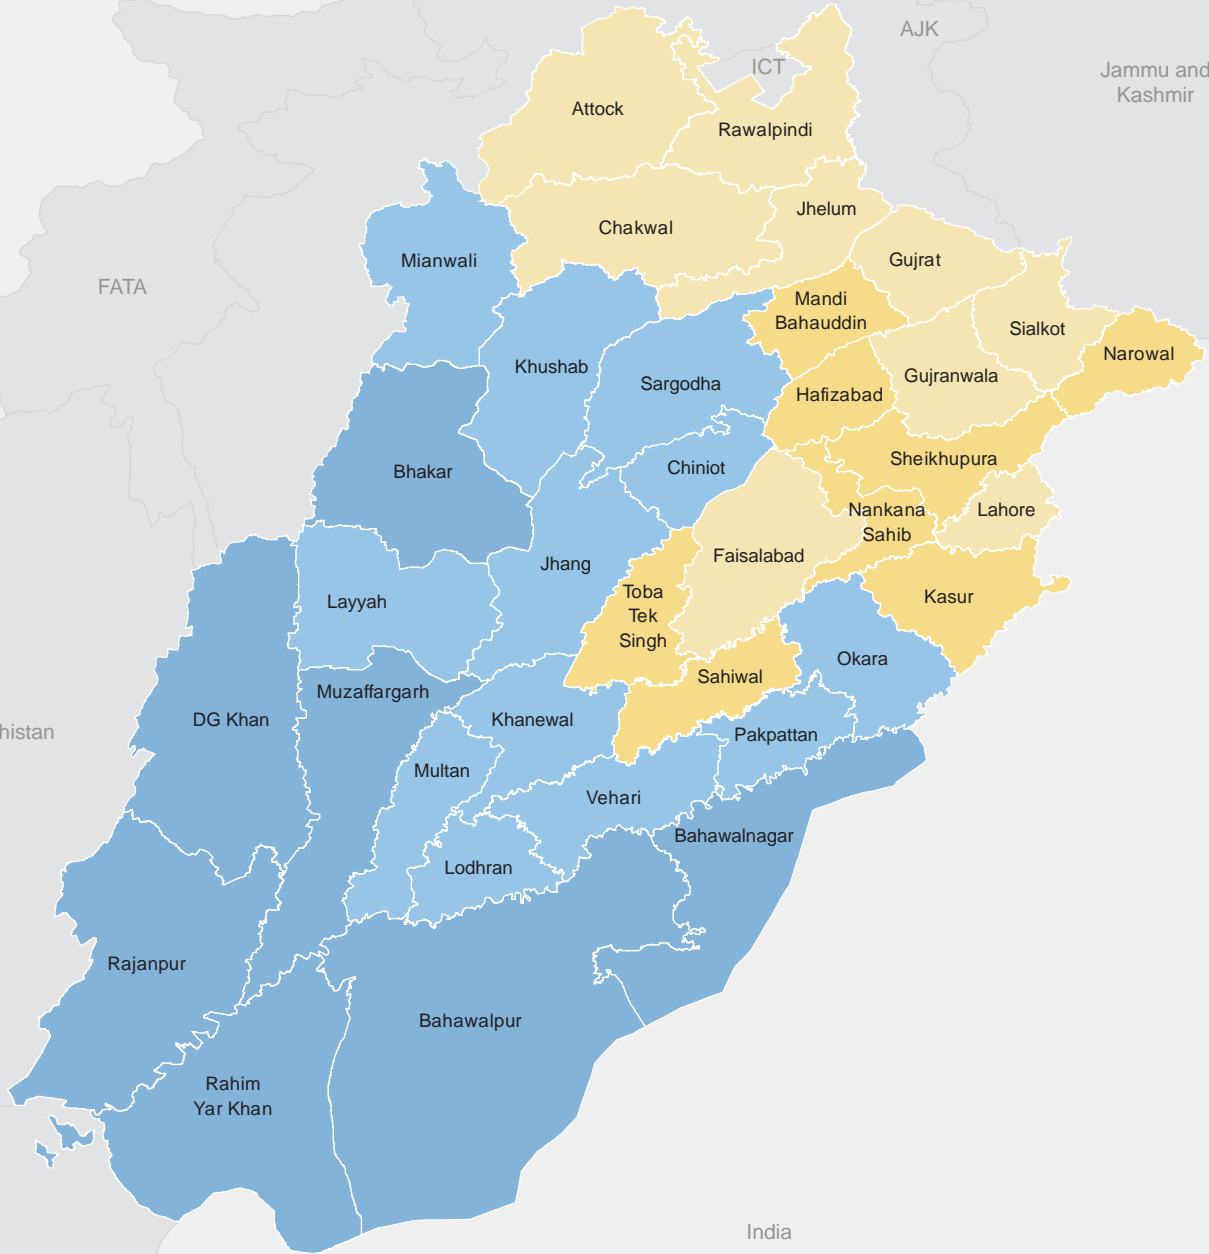 AJK
ICT
Jammu and
Kashmir
Attock
Rawalpindi
Jhelum
Chakwal
Mianwali
Gujrat
FATA
Mandi
Bahauddin
Sialkot
Narowal
Khushab
Sargodha
Gujranwala
Hafizabad
Bhakar
Chiniot
Sheikhupura
Nankana
Sahib
Lahore
Jhang
Faisalabad
Layyah
Toba
Tek
Singh
Kasur
Okara
Sahiwal
Muzaffargarh
DG Khan
Khanewal
histan
Pakpattan
Multan
Vehari
Bahawalnagar
Lodhran
Rajanpur
Bahawalpur
Rahim
Yar Khan
India